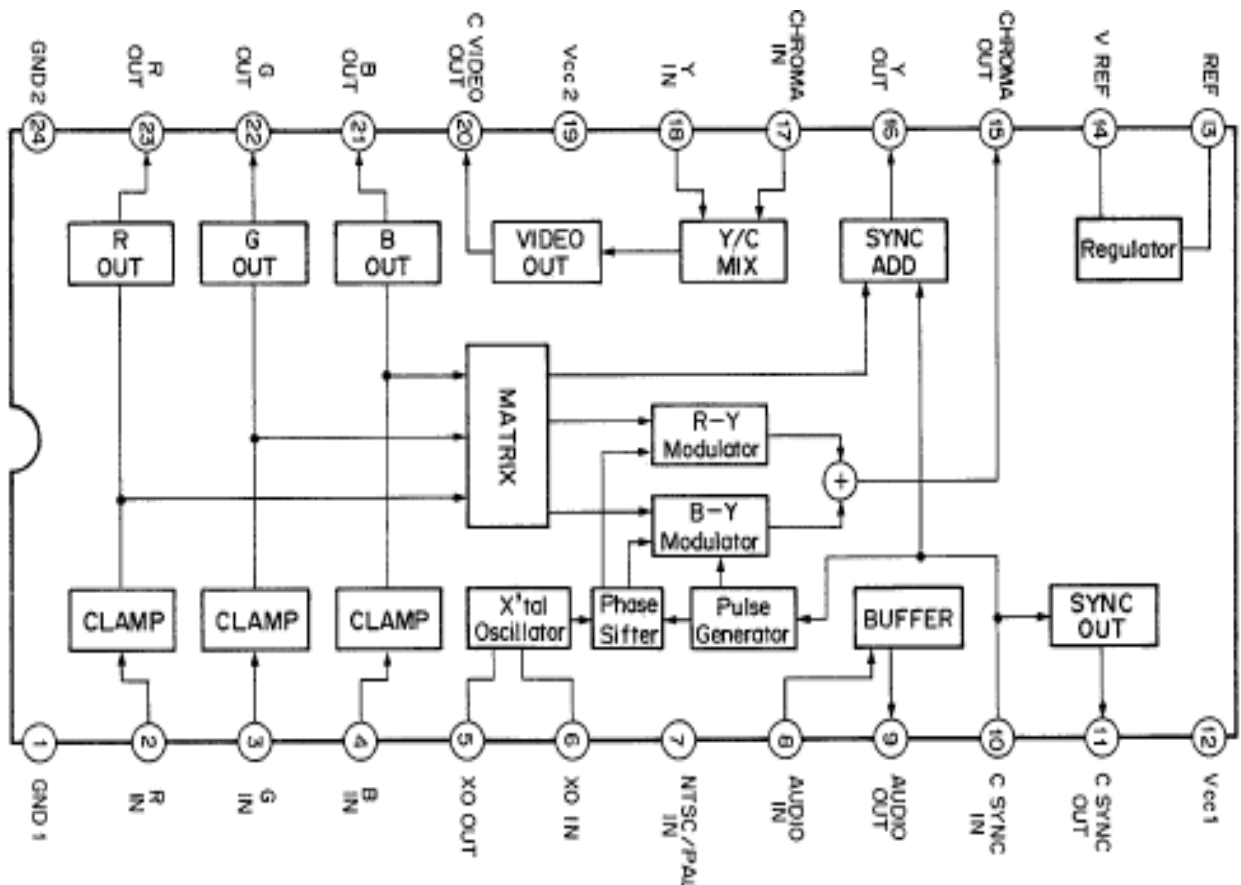 GND 2
R
OUT
G
OUT
B
OUT
C VIDEO
OUT
Vcc 2
Y
IN
CHROMA
IN
Y
OUT
CHROMA
OUT
V REF
REF
24
23
22
21
20
19
18
17
16
15
14
13
R
OUT
G
OUT
B
OUT
VIDEO
OUT
Y/C
MIX
SYNC
ADD
Regulator
MATRIX
R-Y
Modulator
+
B-Y
Modulator
CLAMP
CLAMP
CLAMP
X'tal
Oscillator
Phase
Sifter
Pulse
Generator
BUFFER
SYNC
OUT
1
2
3
4
5
6
7
8
9
10
11
12
GND 1
R
IN
G
IN
B
IN
XO OUT
XO IN
NTSC/PAL
IN
AUDIO
IN
AUDIO
OUT
C SYNC
IN
C SYNC
OUT
Vcc 1